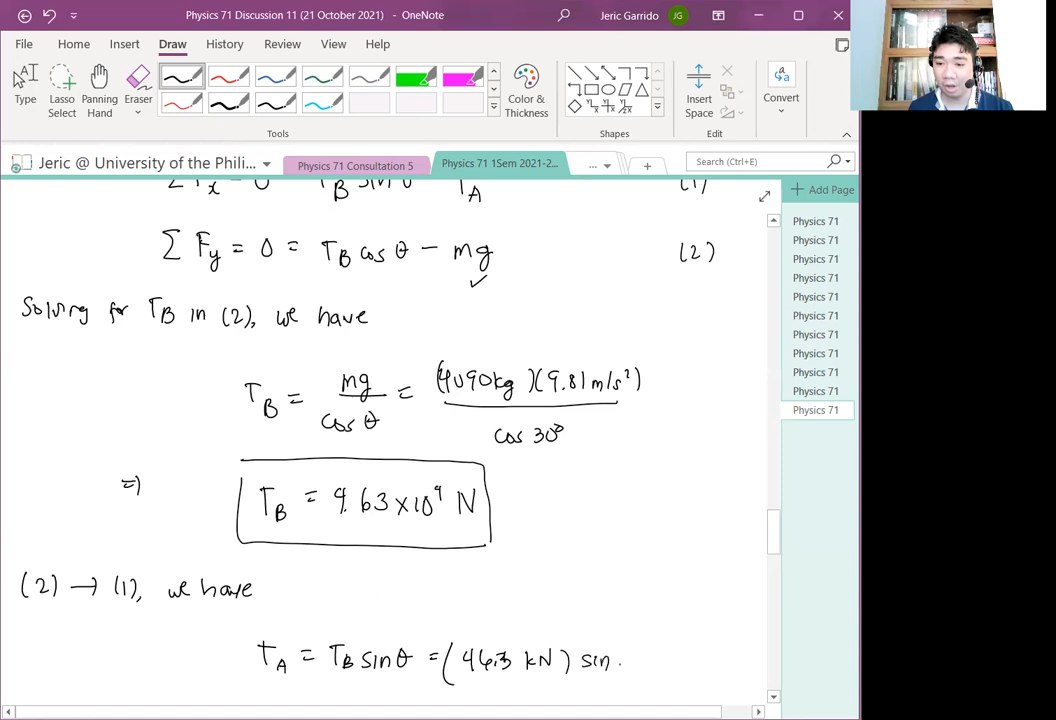 Physics 71 Discussion 11 (21 October 2021) - OneNote
Jeric Garrido
JG
File Home Insert Draw History Review View Help
Type
Lasso Select
Panning Hand
Eraser
Color & Thickness
Insert Space
Convert
Tools
Shapes
Edit
Jeric @ University of the Phili...
Physics 71 Consultation 5
Physics 71 1Sem 2021-2...
...
Search (Ctrl+E)
Add Page
Physics 71
Physics 71
Physics 71
Physics 71
Physics 71
Physics 71
Physics 71
Physics 71
Physics 71
Physics 71
Physics 71
Σ Fy = 0 = TB cos θ − mg (2)
Solving for TB in (2), we have
TB = mg / cos θ = (4090kg)(9.81m/s²) / cos 30°
⇒ TB = 4.63×10⁴ N
(2) → (1), we have
TA = TB sin θ = (46.3 kN) sin